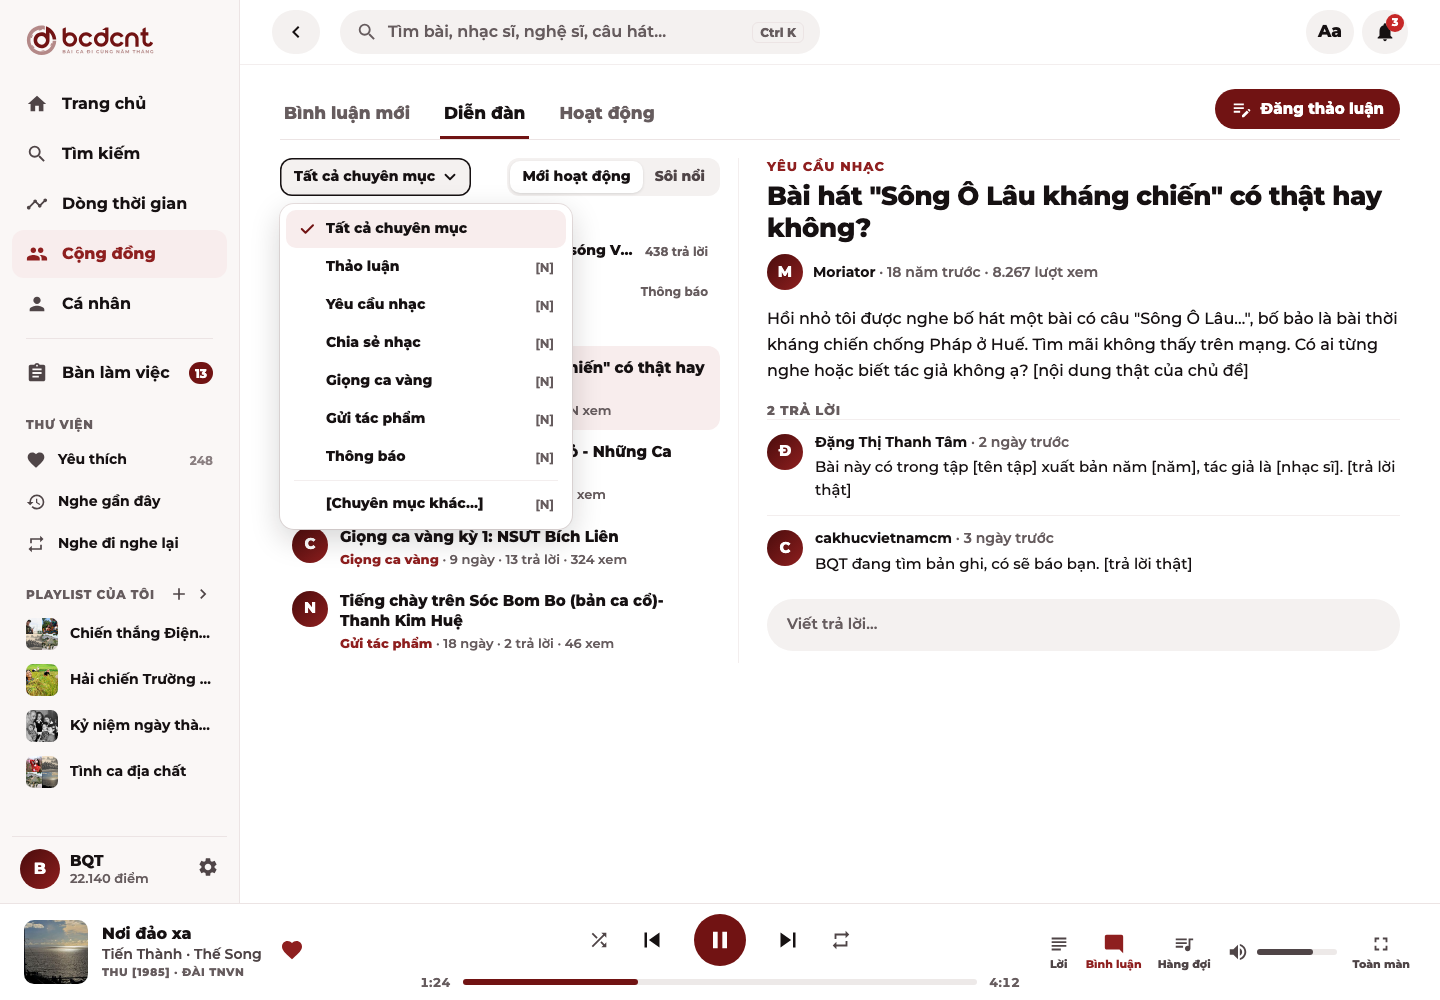 bcdcnt
BÀI CA ĐI CÙNG NĂM THÁNG
Trang chủ
Tìm kiếm
Dòng thời gian
Cộng đồng
Cá nhân
Bàn làm việc 13
THƯ VIỆN
Yêu thích 248
Nghe gần đây
Nghe đi nghe lại
PLAYLIST CỦA TÔI
Chiến thắng Điện...
Hải chiến Trường ...
Kỷ niệm ngày thà...
Tình ca địa chất
B
BQT
22.140 điểm
Tìm bài, nhạc sĩ, nghệ sĩ, câu hát... Ctrl K
Aa
3
Bình luận mới Diễn đàn Hoạt động
Đăng thảo luận
Tất cả chuyên mục
Mới hoạt động Sôi nổi
Tất cả chuyên mục
Thảo luận [N]
Yêu cầu nhạc [N]
Chia sẻ nhạc [N]
Giọng ca vàng [N]
Gửi tác phẩm [N]
Thông báo [N]
[Chuyên mục khác...] [N]
sóng V... 438 trả lời
Thông báo
hiến" có thật hay
N xem
ỏ - Những Ca
xem
C
Giọng ca vàng kỳ 1: NSƯT Bích Liên
Giọng ca vàng · 9 ngày · 13 trả lời · 324 xem
N
Tiếng chày trên Sóc Bom Bo (bản ca cổ)-
Thanh Kim Huệ
Gửi tác phẩm · 18 ngày · 2 trả lời · 46 xem
YÊU CẦU NHẠC
Bài hát "Sông Ô Lâu kháng chiến" có thật hay
không?
M
Moriator · 18 năm trước · 8.267 lượt xem
Hồi nhỏ tôi được nghe bố hát một bài có câu "Sông Ô Lâu...", bố bảo là bài thời
kháng chiến chống Pháp ở Huế. Tìm mãi không thấy trên mạng. Có ai từng
nghe hoặc biết tác giả không ạ? [nội dung thật của chủ đề]
2 TRẢ LỜI
Đ
Đặng Thị Thanh Tâm · 2 ngày trước
Bài này có trong tập [tên tập] xuất bản năm [năm], tác giả là [nhạc sĩ]. [trả lời
thật]
C
cakhucvietnamcm · 3 ngày trước
BQT đang tìm bản ghi, có sẽ báo bạn. [trả lời thật]
Viết trả lời...
Nơi đảo xa
Tiến Thành · Thế Song
THU [1985] · ĐÀI TNVN
1:24
4:12
Lời
Bình luận
Hàng đợi
Toàn màn